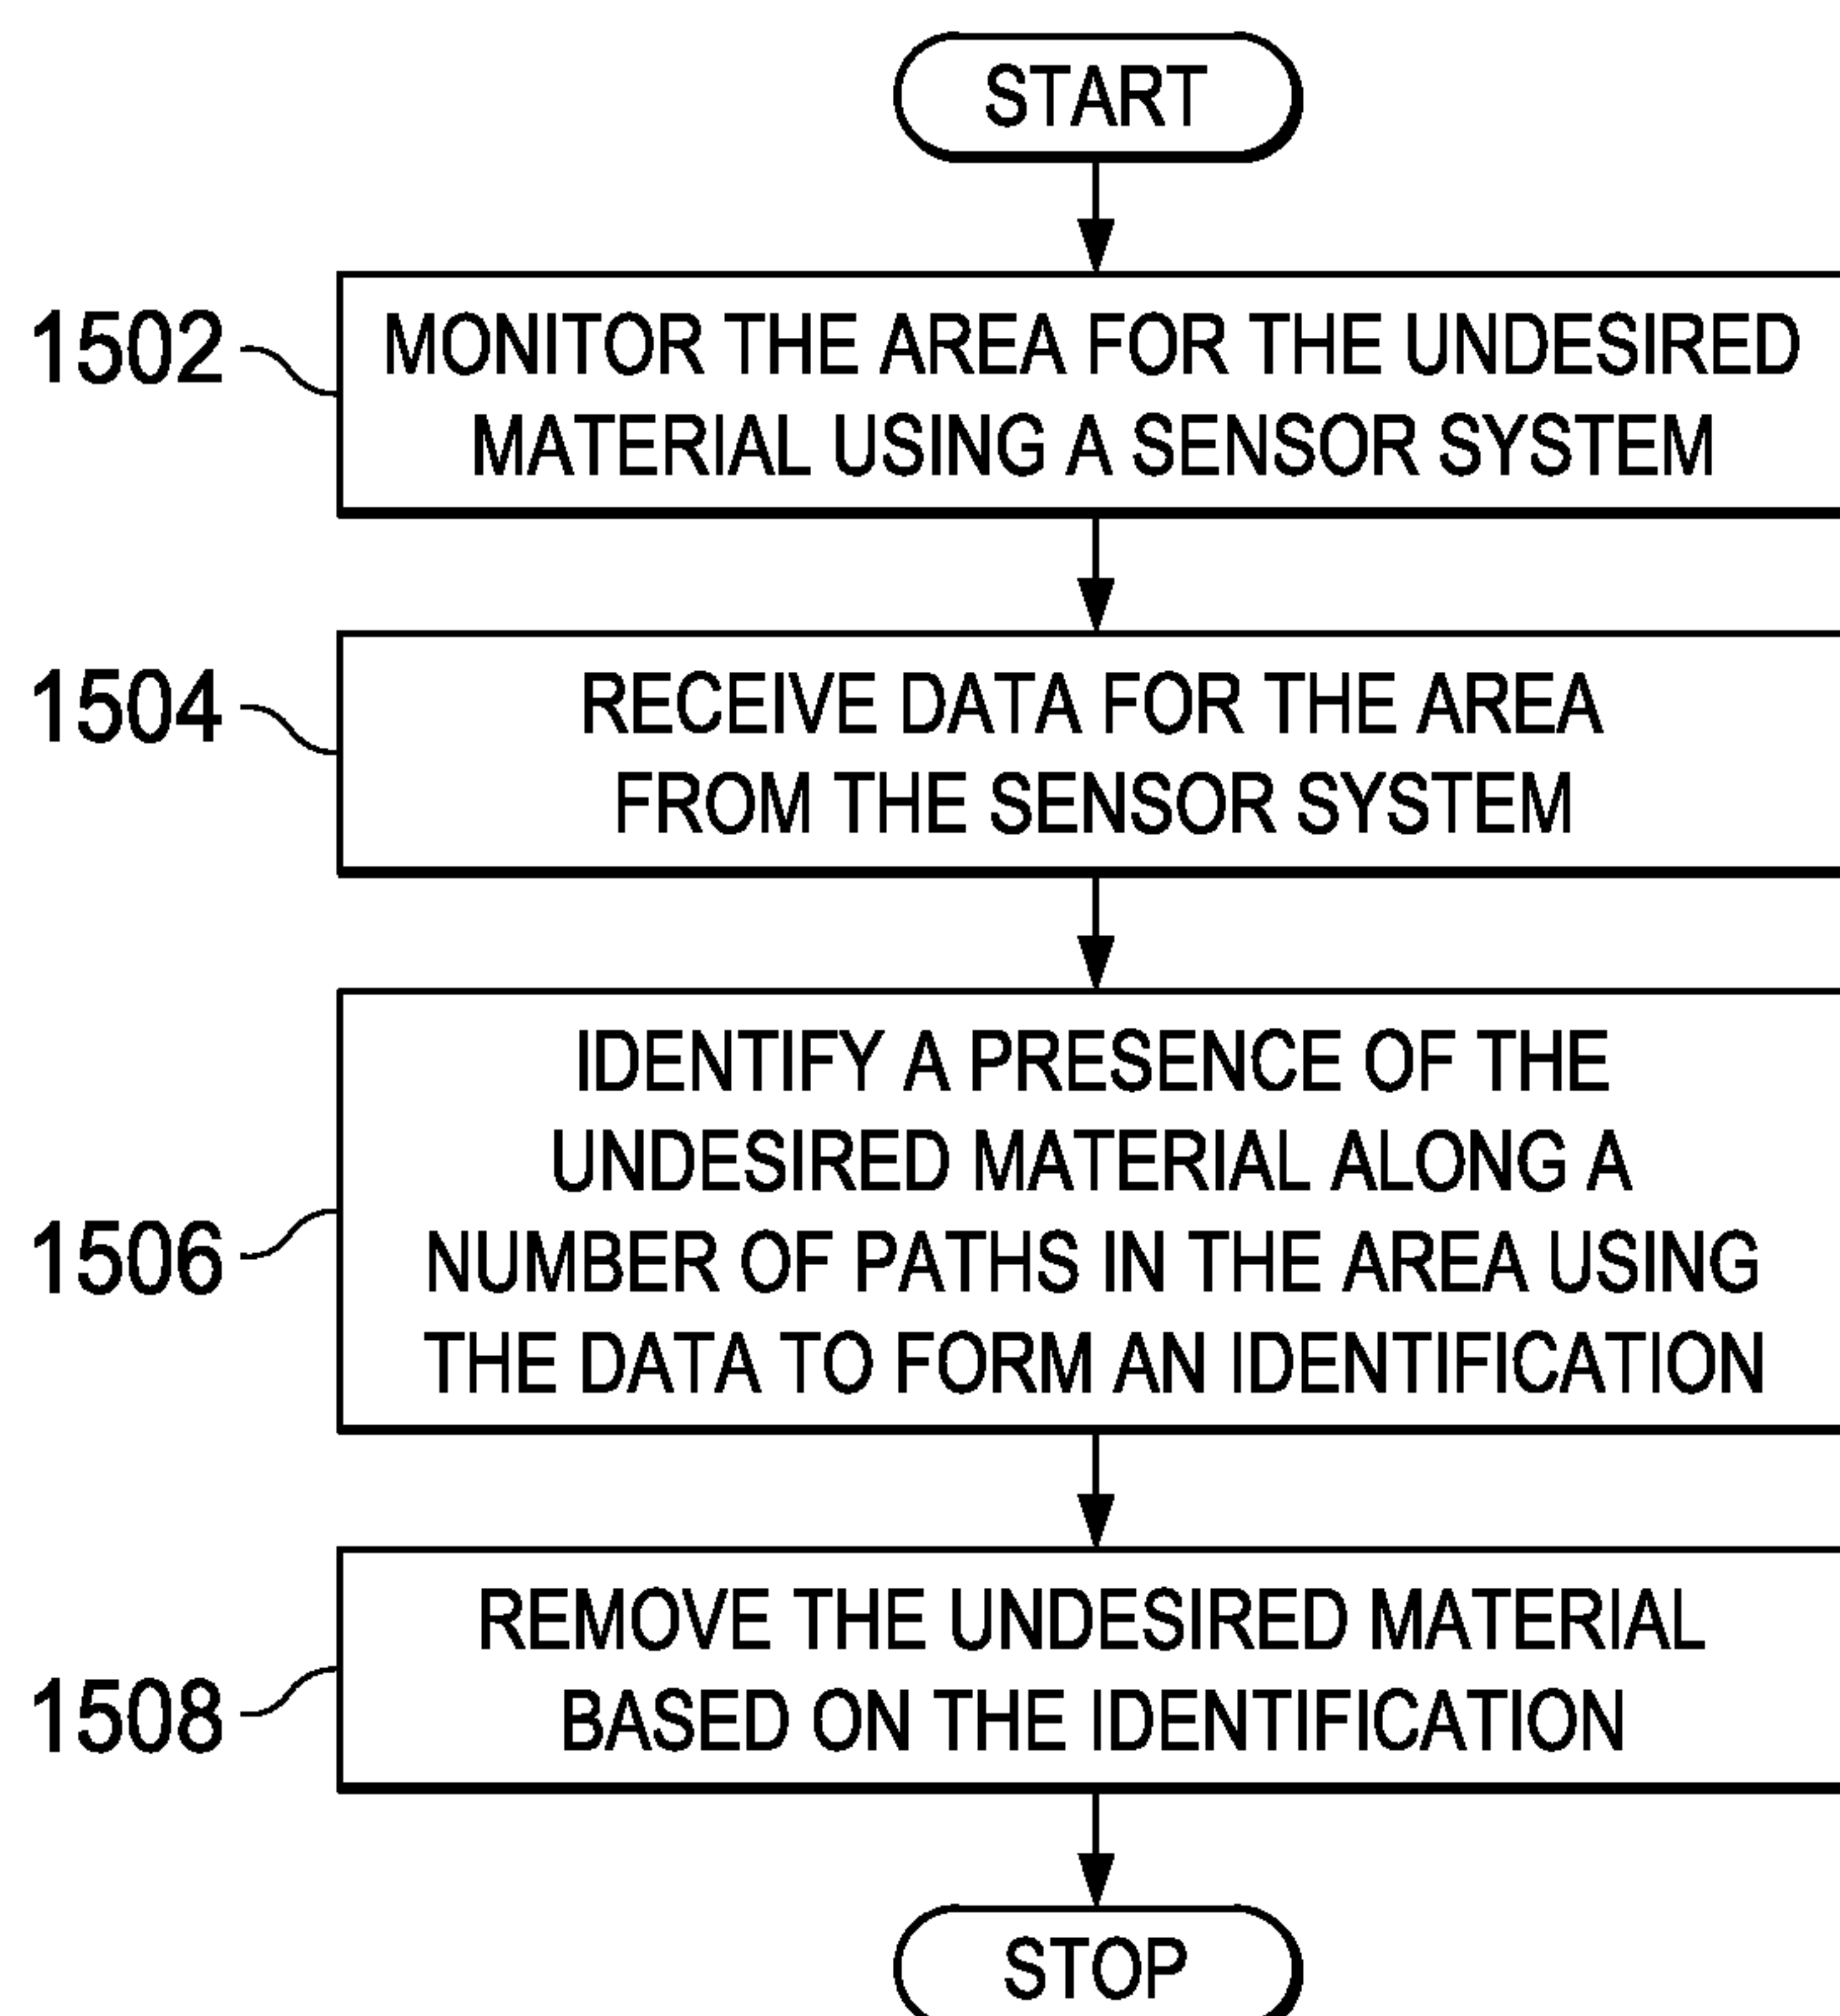 START
1502
MONITOR THE AREA FOR THE UNDESIRED
MATERIAL USING A SENSOR SYSTEM
1504
RECEIVE DATA FOR THE AREA
FROM THE SENSOR SYSTEM
1506
IDENTIFY A PRESENCE OF THE
UNDESIRED MATERIAL ALONG A
NUMBER OF PATHS IN THE AREA USING
THE DATA TO FORM AN IDENTIFICATION
1508
REMOVE THE UNDESIRED MATERIAL
BASED ON THE IDENTIFICATION
STOP